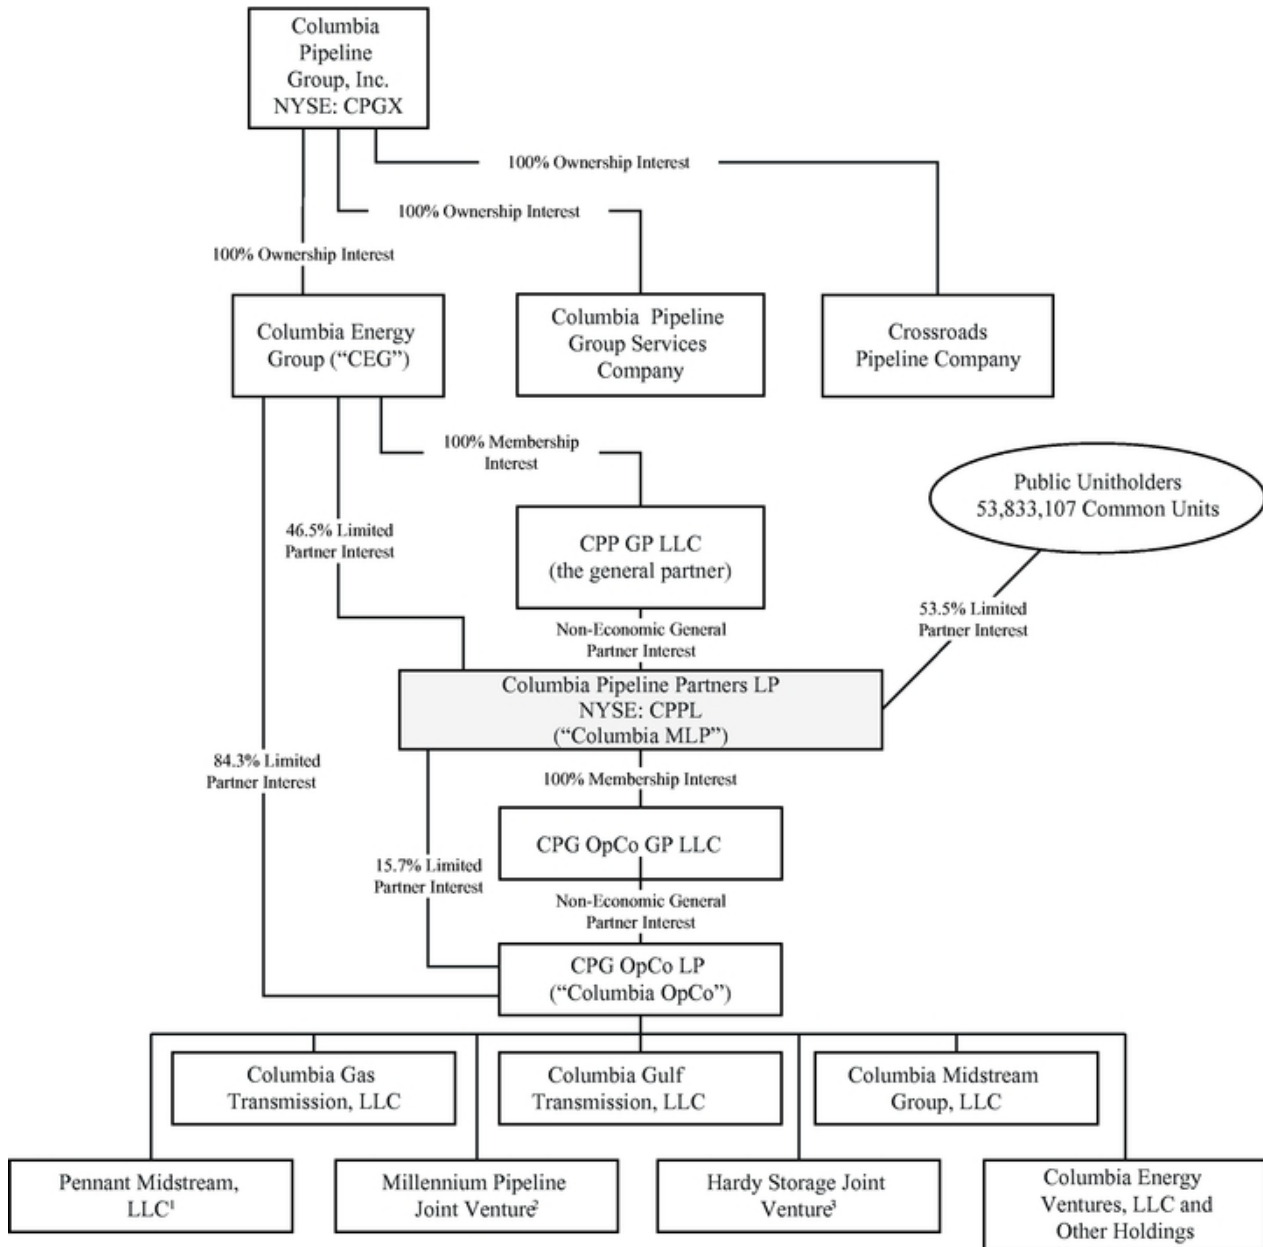 Columbia
Pipeline
Group, Inc.
NYSE: CPGX
100% Ownership Interest
100% Ownership Interest
100% Ownership Interest
Columbia Energy
Group (“CEG”)
Columbia Pipeline
Group Services
Company
Crossroads
Pipeline Company
100% Membership
Interest
Public Unitholders
53,833,107 Common Units
46.5% Limited
Partner Interest
CPP GP LLC
(the general partner)
53.5% Limited
Partner Interest
Non-Economic General
Partner Interest
Columbia Pipeline Partners LP
NYSE: CPPL
(“Columbia MLP”)
84.3% Limited
Partner Interest
100% Membership Interest
CPG OpCo GP LLC
15.7% Limited
Partner Interest
Non-Economic General
Partner Interest
CPG OpCo LP
(“Columbia OpCo”)
Columbia Gas
Transmission, LLC
Columbia Gulf
Transmission, LLC
Columbia Midstream
Group, LLC
Pennant Midstream,
LLC¹
Millennium Pipeline
Joint Venture²
Hardy Storage Joint
Venture³
Columbia Energy
Ventures, LLC and
Other Holdings